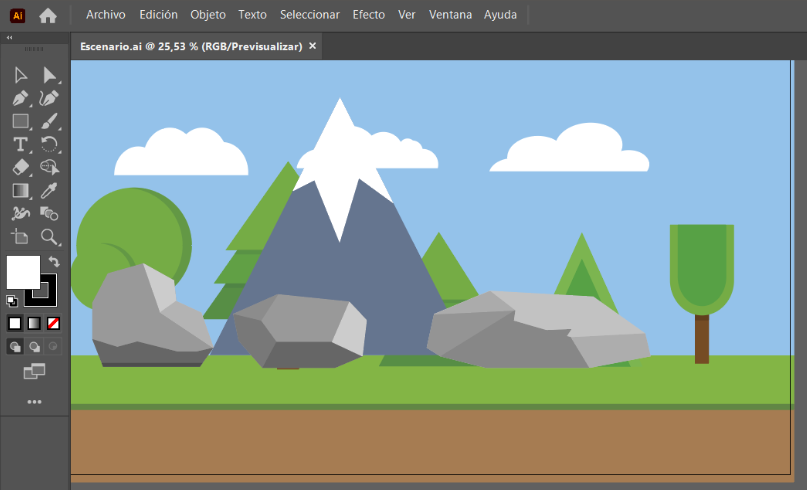 Ai Archivo Edición Objeto Texto Seleccionar Efecto Ver Ventana Ayuda
Escenario.ai @ 25,53 % (RGB/Previsualizar) ×